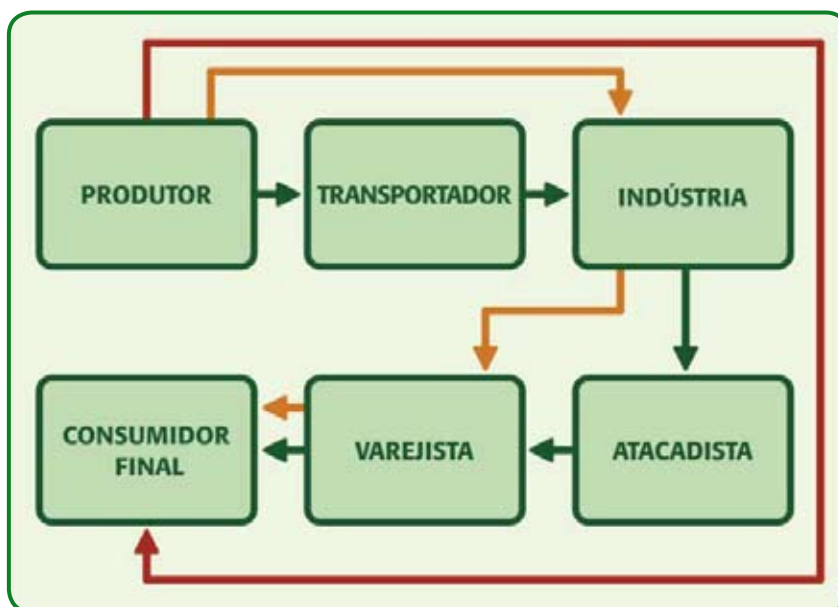 PRODUTOR
TRANSPORTADOR
INDÚSTRIA
CONSUMIDOR
FINAL
VAREJISTA
ATACADISTA